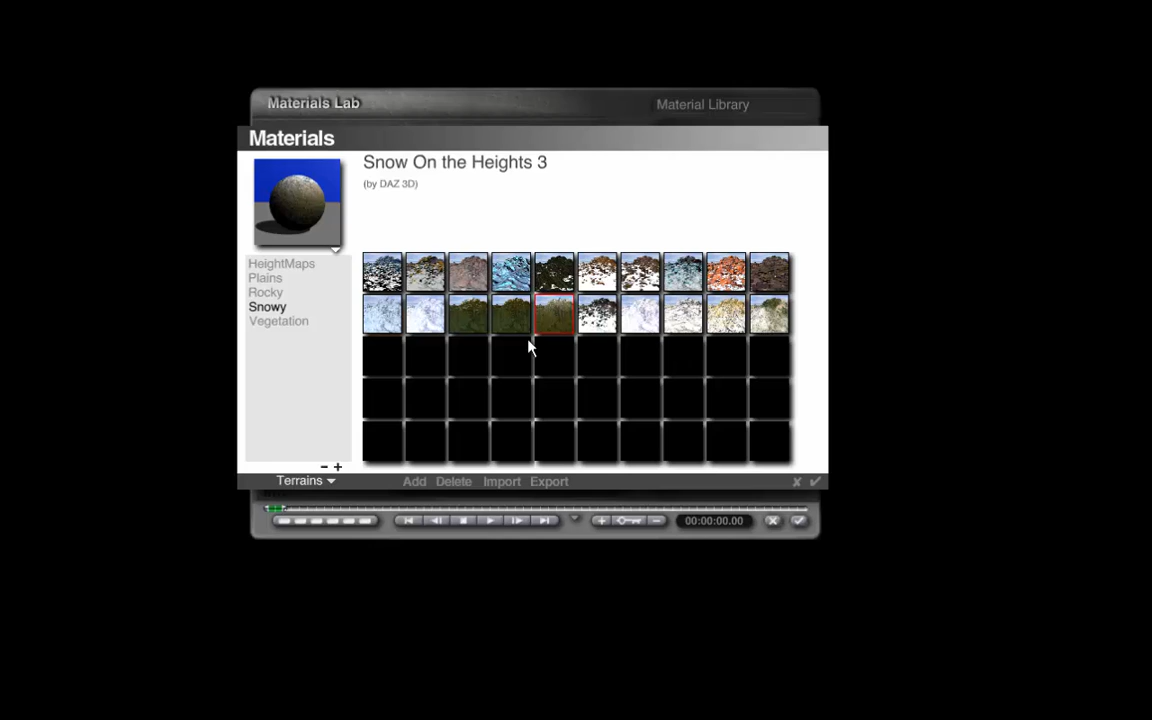 Materials Lab
Material Library
Materials
Snow On the Heights 3
(by DAZ 3D)
HeightMaps
Plains
Rocky
Snowy
Vegetation
- +
Terrains
Add Delete Import Export
00:00:00.00